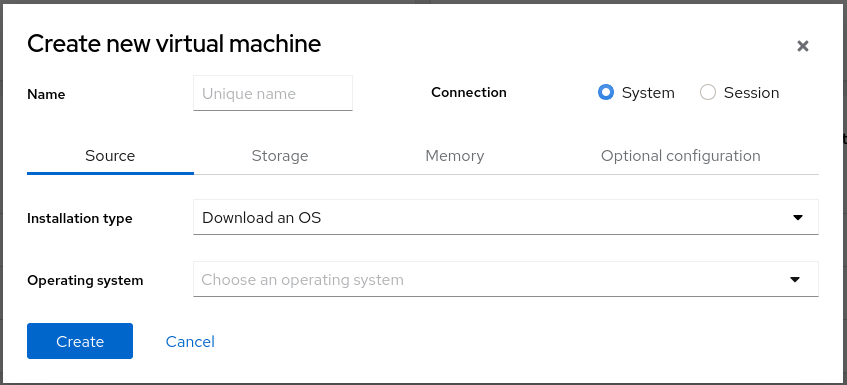 Create new virtual machine
Name Unique name Connection System Session
Source Storage Memory Optional configuration
Installation type Download an OS
Operating system Choose an operating system
Create Cancel